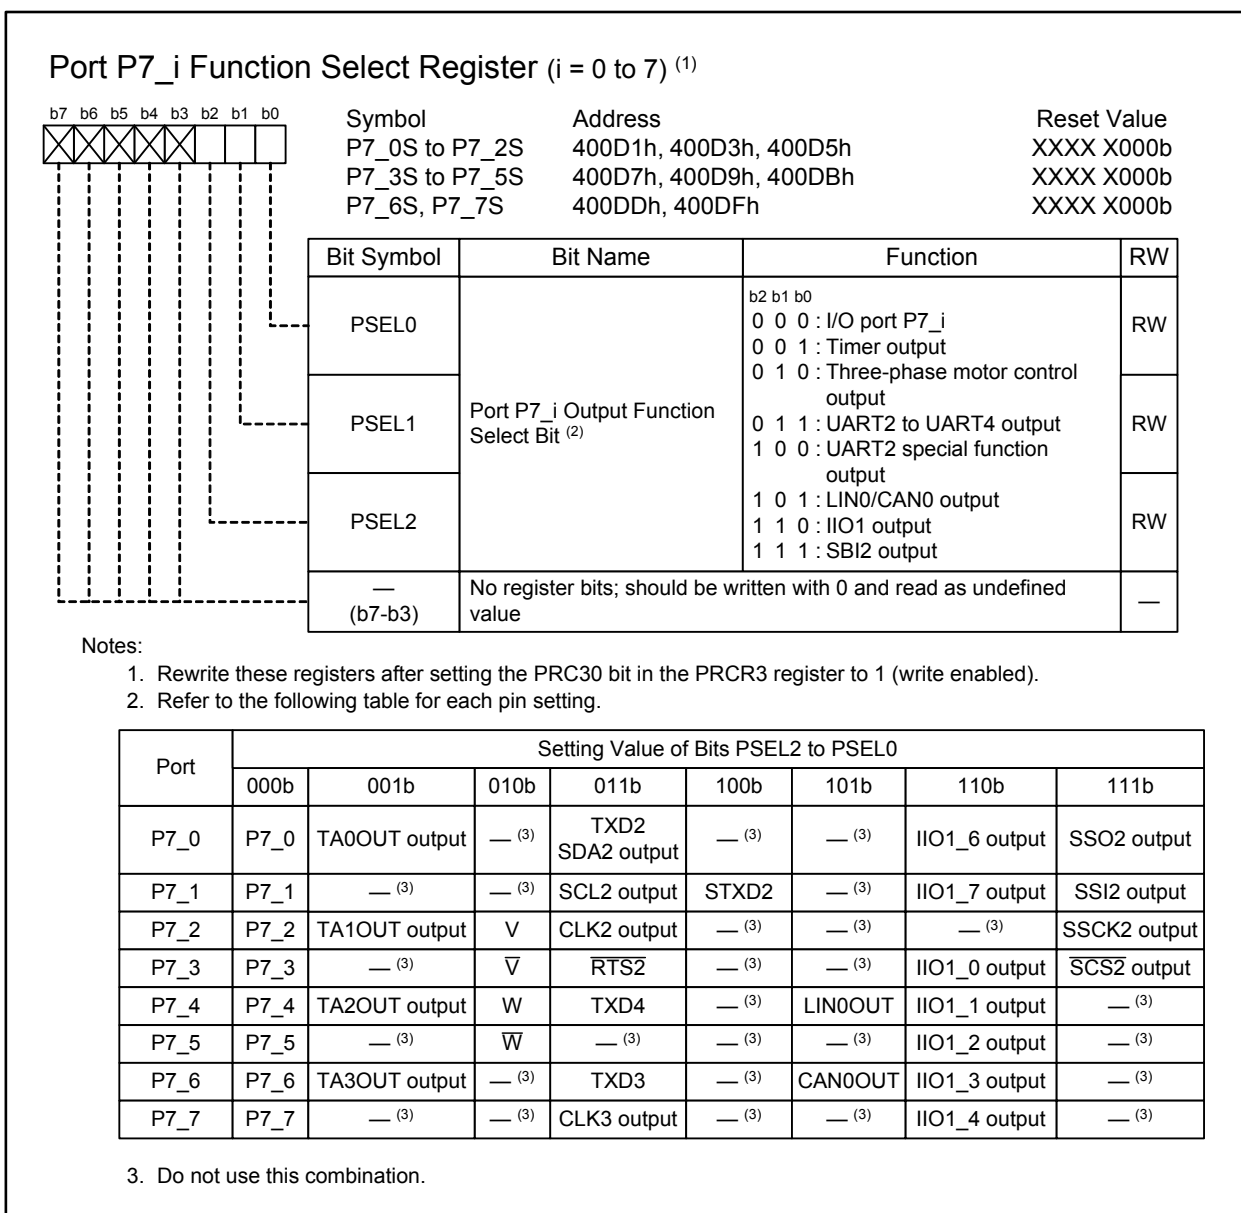 Port P7_i Function Select Register (i = 0 to 7) (1)
b7 b6 b5 b4 b3 b2 b1 b0
Symbol Address Reset Value
P7_0S to P7_2S 400D1h, 400D3h, 400D5h XXXX X000b
P7_3S to P7_5S 400D7h, 400D9h, 400DBh XXXX X000b
P7_6S, P7_7S 400DDh, 400DFh XXXX X000b
Bit Symbol Bit Name Function RW
PSEL0 RW
PSEL1 RW
PSEL2 RW
Port P7_i Output Function
Select Bit (2)
b2 b1 b0
0 0 0 : I/O port P7_i
0 0 1 : Timer output
0 1 0 : Three-phase motor control
output
0 1 1 : UART2 to UART4 output
1 0 0 : UART2 special function
output
1 0 1 : LIN0/CAN0 output
1 1 0 : IIO1 output
1 1 1 : SBI2 output
—
(b7-b3)
No register bits; should be written with 0 and read as undefined
value
—
Notes:
1. Rewrite these registers after setting the PRC30 bit in the PRCR3 register to 1 (write enabled).
2. Refer to the following table for each pin setting.
Port Setting Value of Bits PSEL2 to PSEL0
000b 001b 010b 011b 100b 101b 110b 111b
P7_0 P7_0 TA0OUT output — (3) TXD2 SDA2 output — (3) — (3) IIO1_6 output SSO2 output
P7_1 P7_1 — (3) — (3) SCL2 output STXD2 — (3) IIO1_7 output SSI2 output
P7_2 P7_2 TA1OUT output V CLK2 output — (3) — (3) — (3) SSCK2 output
P7_3 P7_3 — (3) V̅ R̅T̅S̅2̅ — (3) — (3) IIO1_0 output S̅C̅S̅2̅ output
P7_4 P7_4 TA2OUT output W TXD4 — (3) LIN0OUT IIO1_1 output — (3)
P7_5 P7_5 — (3) W̅ — (3) — (3) — (3) IIO1_2 output — (3)
P7_6 P7_6 TA3OUT output — (3) TXD3 — (3) CAN0OUT IIO1_3 output — (3)
P7_7 P7_7 — (3) — (3) CLK3 output — (3) — (3) IIO1_4 output — (3)
3. Do not use this combination.